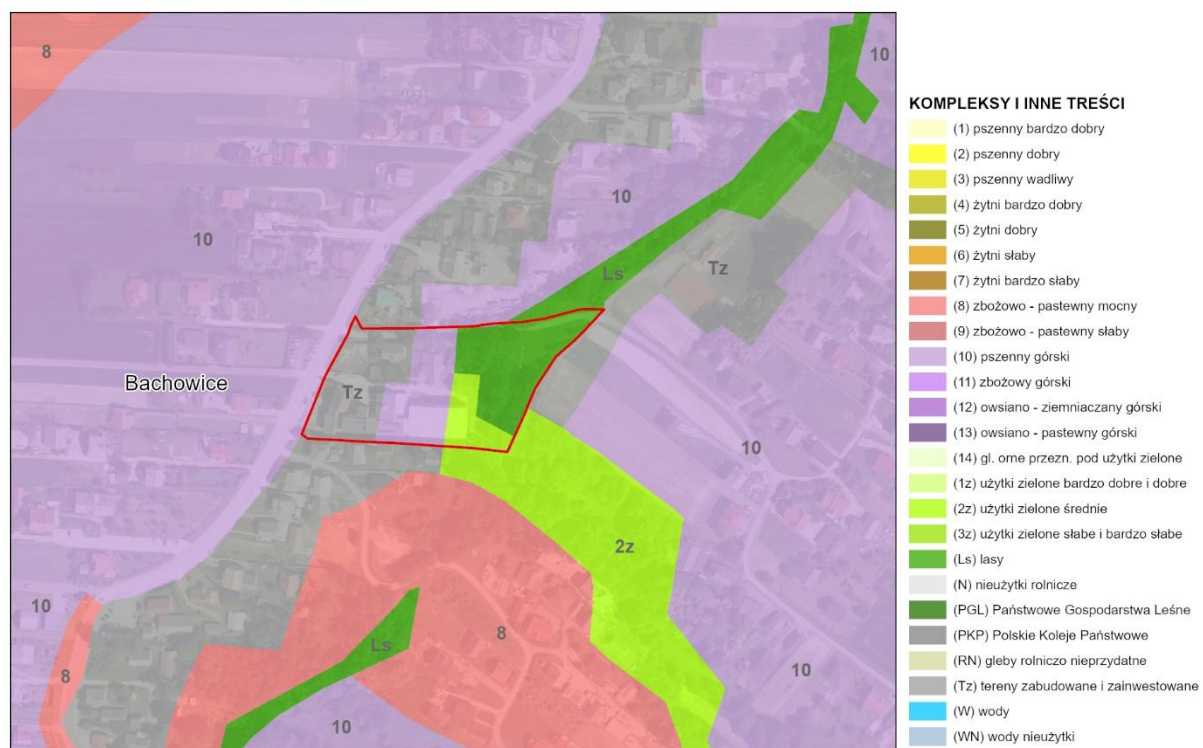 8
10
10
10
Ls
Tz
Bachowice
Tz
10
2z
10
8
8
Ls
10
10
KOMPLEKSY I INNE TREŚCI
(1) pszenny bardzo dobry
(2) pszenny dobry
(3) pszenny wadliwy
(4) żytni bardzo dobry
(5) żytni dobry
(6) żytni słaby
(7) żytni bardzo słaby
(8) zbożowo - pastewny mocny
(9) zbożowo - pastewny słaby
(10) pszenny górski
(11) zbożowy górski
(12) owsiano - ziemniaczany górski
(13) owsiano - pastewny górski
(14) gl. orne przezn. pod użytki zielone
(1z) użytki zielone bardzo dobre i dobre
(2z) użytki zielone średnie
(3z) użytki zielone słabe i bardzo słabe
(Ls) lasy
(N) nieużytki rolnicze
(PGL) Państwowe Gospodarstwa Leśne
(PKP) Polskie Koleje Państwowe
(RN) gleby rolniczo nieprzydatne
(Tz) tereny zabudowane i zainwestowane
(W) wody
(WN) wody nieużytki